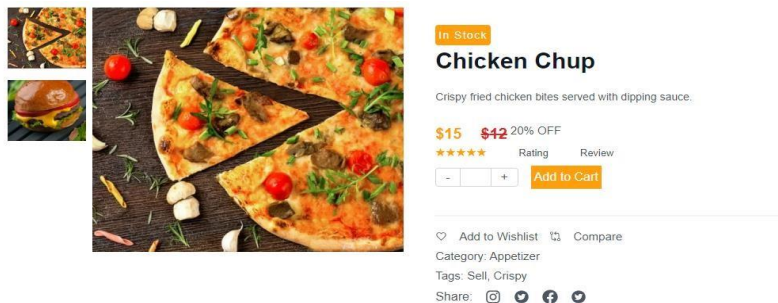 In Stock
Chicken Chup
Crispy fried chicken bites served with dipping sauce.
$15 $12 20% OFF
★★★★★ Rating Review
- + Add to Cart
♡ Add to Wishlist Compare
Category: Appetizer
Tags: Sell, Crispy
Share: